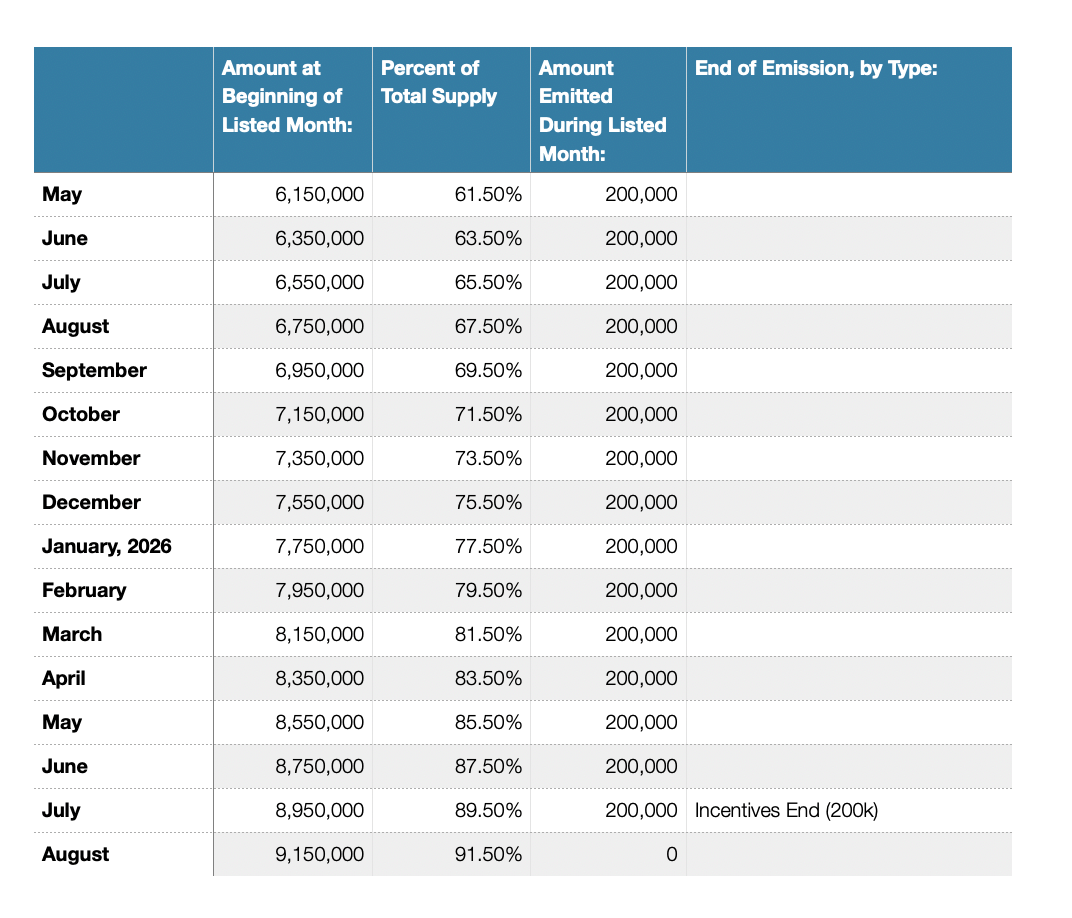 Amount at Beginning of Listed Month: Percent of Total Supply Amount Emitted During Listed Month: End of Emission, by Type:
May 6,150,000 61.50% 200,000
June 6,350,000 63.50% 200,000
July 6,550,000 65.50% 200,000
August 6,750,000 67.50% 200,000
September 6,950,000 69.50% 200,000
October 7,150,000 71.50% 200,000
November 7,350,000 73.50% 200,000
December 7,550,000 75.50% 200,000
January, 2026 7,750,000 77.50% 200,000
February 7,950,000 79.50% 200,000
March 8,150,000 81.50% 200,000
April 8,350,000 83.50% 200,000
May 8,550,000 85.50% 200,000
June 8,750,000 87.50% 200,000
July 8,950,000 89.50% 200,000 Incentives End (200k)
August 9,150,000 91.50% 0